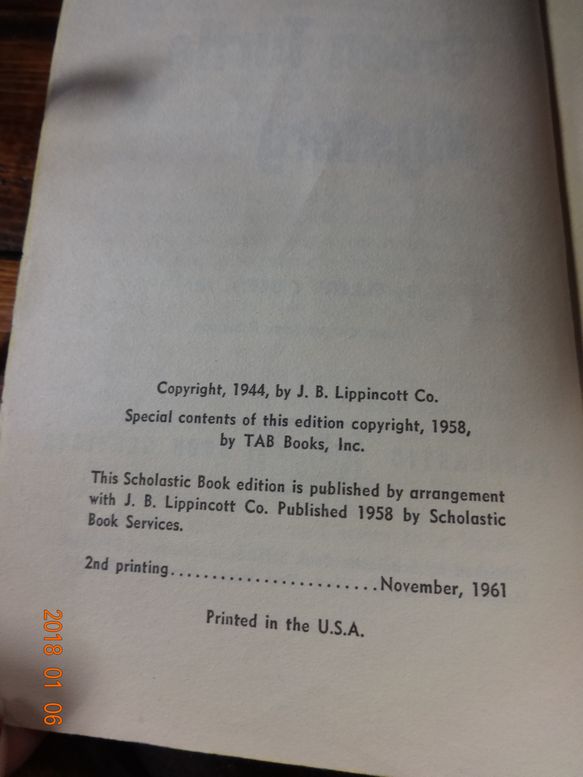 Copyright, 1944, by J. B. Lippincott Co.
Special contents of this edition copyright, 1958,
by TAB Books, Inc.
This Scholastic Book edition is published by arrangement
with J. B. Lippincott Co. Published 1958 by Scholastic
Book Services.
2nd printing.........................November, 1961
Printed in the U.S.A.
2018 01 06